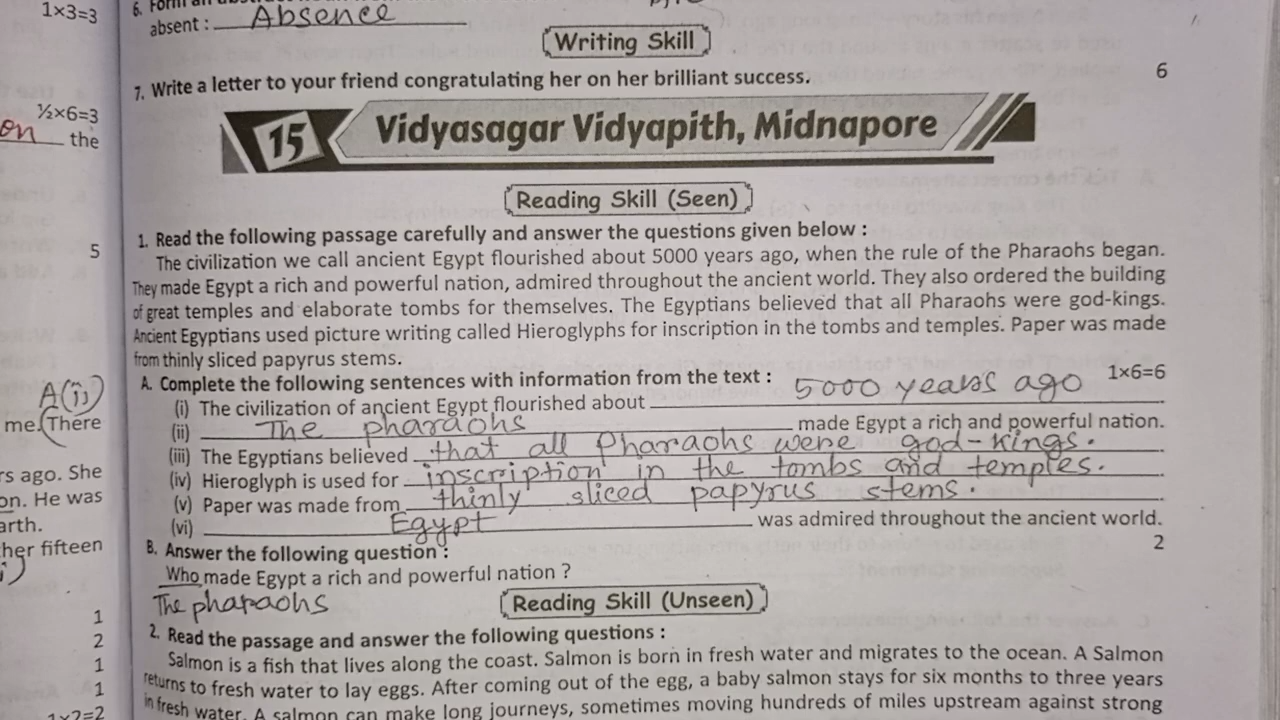 1×3=3
absent : Absence
Writing Skill
7. Write a letter to your friend congratulating her on her brilliant success. 6
½×6=3
on the
15 Vidyasagar Vidyapith, Midnapore
Reading Skill (Seen)
5
1. Read the following passage carefully and answer the questions given below :
The civilization we call ancient Egypt flourished about 5000 years ago, when the rule of the Pharaohs began.
They made Egypt a rich and powerful nation, admired throughout the ancient world. They also ordered the building
of great temples and elaborate tombs for themselves. The Egyptians believed that all Pharaohs were god-kings.
Ancient Egyptians used picture writing called Hieroglyphs for inscription in the tombs and temples. Paper was made
from thinly sliced papyrus stems.
A. Complete the following sentences with information from the text : 1×6=6
(i) The civilization of ancient Egypt flourished about 5000 years ago
(ii) The pharaohs made Egypt a rich and powerful nation.
(iii) The Egyptians believed that all Pharaohs were god-kings.
(iv) Hieroglyph is used for inscription in the tombs and temples.
(v) Paper was made from thinly sliced papyrus stems.
(vi) Egypt was admired throughout the ancient world.
B. Answer the following question : 2
Who made Egypt a rich and powerful nation ?
The pharaohs
Reading Skill (Unseen)
2. Read the passage and answer the following questions :
Salmon is a fish that lives along the coast. Salmon is born in fresh water and migrates to the ocean. A Salmon
returns to fresh water to lay eggs. After coming out of the egg, a baby salmon stays for six months to three years
in fresh water. A salmon can make long journeys, sometimes moving hundreds of miles upstream against strong
A(ii)
me. There
rs ago. She
on. He was
arth.
her fifteen
1
2
1
1
1×2=2